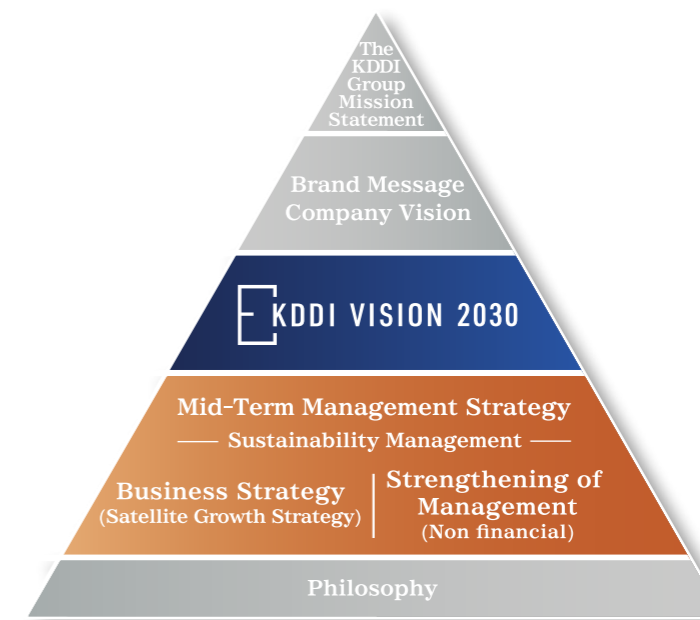 The
KDDI
Group
Mission
Statement
Brand Message
Company Vision
KDDI VISION 2030
Mid-Term Management Strategy
Sustainability Management
Business Strategy
(Satellite Growth Strategy)
Strengthening of
Management
(Non financial)
Philosophy